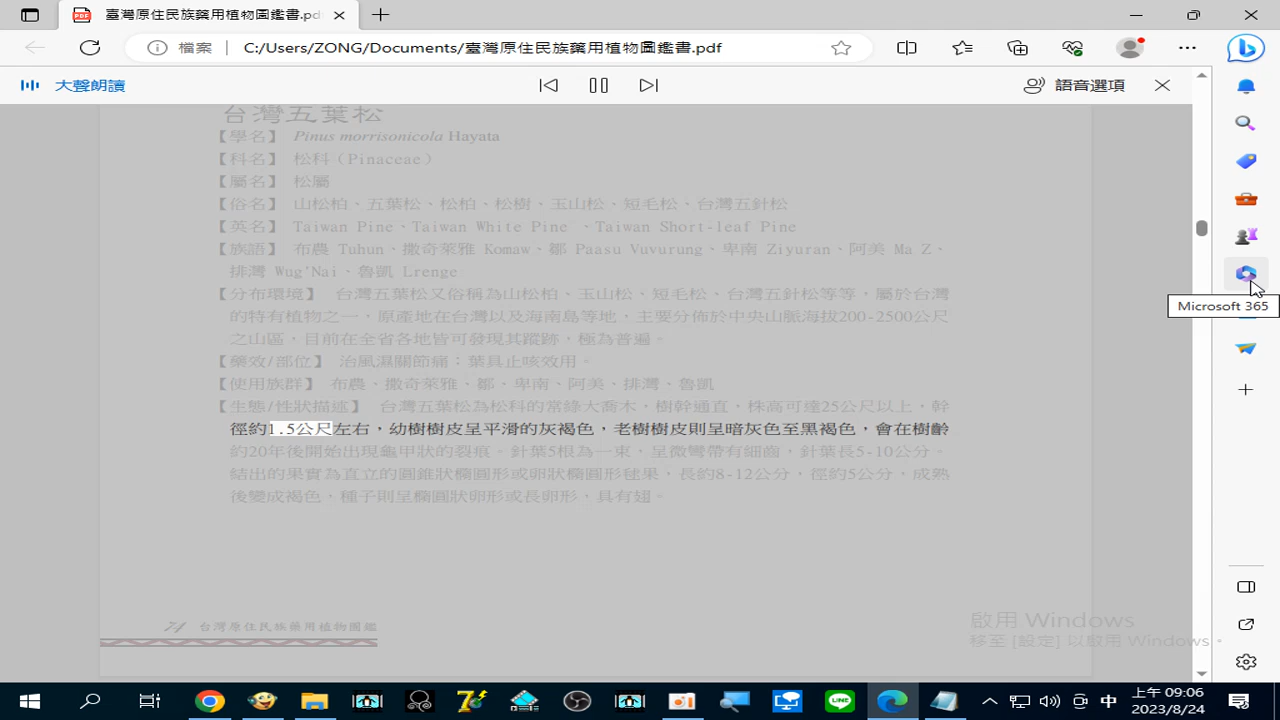 臺灣原住民族藥用植物圖鑑書.pdf
檔案
C:/Users/ZONG/Documents/臺灣原住民族藥用植物圖鑑書.pdf
大聲朗讀
語音選項
台灣五葉松
【學名】 Pinus morrisonicola Hayata
【科名】 松科（Pinaceae）
【屬名】 松屬
【俗名】 山松柏、五葉松、松柏、松樹、玉山松、短毛松、台灣五針松
【英名】 Taiwan Pine、Taiwan White Pine 、Taiwan Short-leaf Pine
【族語】 布農 Tuhun、撒奇萊雅 Komaw、鄒 Paasu Vuvurung、卑南 Ziyuran、阿美 Ma Z、
排灣 Wug'Nai、魯凱 Lrenge
【分布環境】 台灣五葉松又俗稱為山松柏、玉山松、短毛松、台灣五針松等等，屬於台灣
的特有植物之一，原產地在台灣以及海南島等地，主要分佈於中央山脈海拔200-2500公尺
之山區，目前在全省各地皆可發現其蹤跡，極為普遍。
【藥效/部位】 治風濕關節痛；葉具止咳效用。
【使用族群】 布農、撒奇萊雅、鄒、卑南、阿美、排灣、魯凱
【生態/性狀描述】 台灣五葉松為松科的常綠大喬木，樹幹通直，株高可達25公尺以上，幹
徑約1.5公尺左右，幼樹樹皮呈平滑的灰褐色，老樹樹皮則呈暗灰色至黑褐色，會在樹齡
約20年後開始出現龜甲狀的裂痕。針葉5根為一束，呈微彎帶有細齒，針葉長5-10公分。
結出的果實為直立的圓錐狀橢圓形或卵狀橢圓形毬果，長約8-12公分，徑約5公分，成熟
後變成褐色，種子則呈橢圓狀卵形或長卵形，具有翅。
74 台灣原住民族藥用植物圖鑑
Microsoft 365
啟用 Windows
移至 [設定] 以啟用 Windows。
中
上午 09:06
2023/8/24